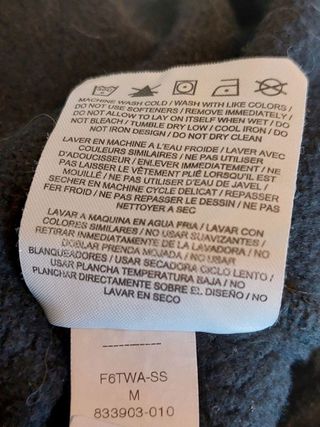 MACHINE WASH COLD / WASH WITH LIKE COLORS /
DO NOT USE SOFTENERS / REMOVE IMMEDIATELY /
DO NOT ALLOW TO LAY ON ITSELF WHEN WET / DO
NOT BLEACH / TUMBLE DRY LOW / COOL IRON / DO
NOT IRON DESIGN / DO NOT DRY CLEAN
LAVER EN MACHINE A L'EAU FROIDE / LAVER AVEC
COULEURS SIMILAIRES / NE PAS UTILISER
D'ADOUCISSEUR / ENLEVER IMMEDIATEMENT / NE
PAS LAISSER LE VÊTEMENT PLIÉ LORSQU'IL EST
MOUILLÉ / NE PAS UTILISER D'EAU DE JAVEL /
SECHER EN MACHINE CYCLE DELICAT / REPASSER
FER FROID / NE PAS REPASSER LE DESSIN / NE PAS
NETTOYER A SEC
LAVAR A MAQUINA EN AGUA FRIA / LAVAR CON
COLORES SIMILARES / NO USAR SUAVIZANTES /
RETIRAR IMMEDIATAMENTE DE LA LAVADORA / NO
DOBLAR PRENDA MOJADA / NO USAR
BLANQUEADORES / USAR SECADORA CICLO LENTO /
USAR PLANCHA TEMPERATURA BAJA / NO
PLANCHAR DIRECTAMENTE SOBRE EL DISEÑO / NO
LAVAR EN SECO
F6TWA-SS
M
833903-010